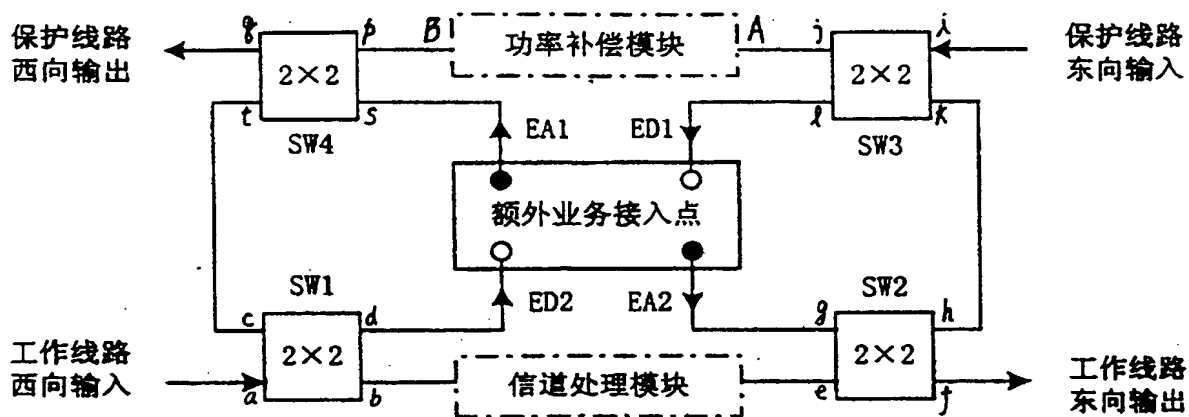 保护线路
西向输出
q
p
B
功率补偿模块
A
j
i
保护线路
东向输入
2×2
2×2
t
s
l
k
SW4
EA1
ED1
SW3
额外业务接入点
SW1
ED2
EA2
SW2
c
d
g
h
工作线路
西向输入
2×2
2×2
工作线路
东向输出
a
b
信道处理模块
e
f